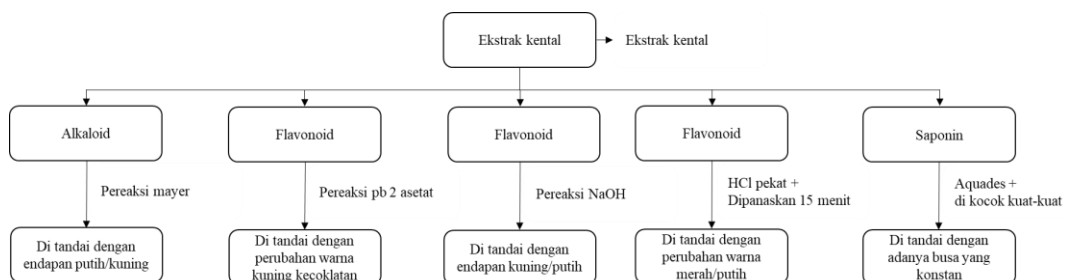 Ekstrak kental
Ekstrak kental
Alkaloid
Flavonoid
Flavonoid
Flavonoid
Saponin
Pereaksi mayer
Pereaksi pb 2 asetat
Pereaksi NaOH
HCl pekat +
Dipanaskan 15 menit
Aquades +
di kocok kuat-kuat
Di tandai dengan
endapan putih/kuning
Di tandai dengan
perubahan warna
kuning kecoklatan
Di tandai dengan
endapan kuning/putih
Di tandai dengan
perubahan warna
merah/putih
Di tandai dengan
adanya busa yang
konstan